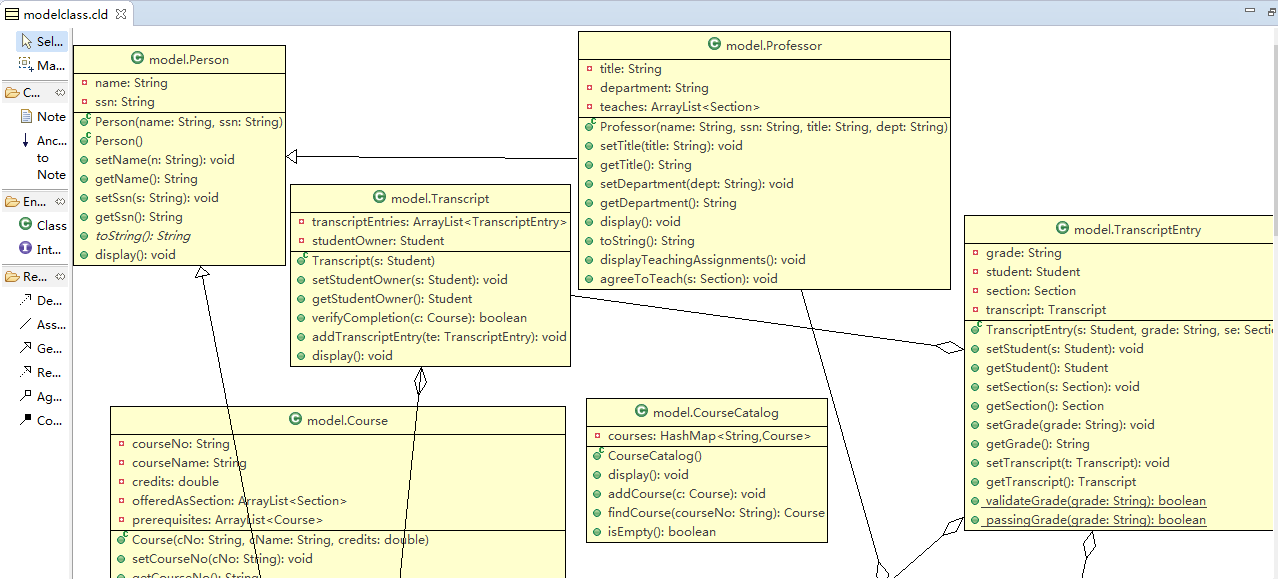 modelclass.cld
Sel...
Ma...
C...
Note
Anc...
to
Note
En...
Class
Int...
Re...
De...
Ass...
Ge...
Re...
Ag...
Co...
model.Person
name: String
ssn: String
Person(name: String, ssn: String)
Person()
setName(n: String): void
getName(): String
setSsn(s: String): void
getSsn(): String
toString(): String
display(): void
model.Transcript
transcriptEntries: ArrayList<TranscriptEntry>
studentOwner: Student
Transcript(s: Student)
setStudentOwner(s: Student): void
getStudentOwner(): Student
verifyCompletion(c: Course): boolean
addTranscriptEntry(te: TranscriptEntry): void
display(): void
model.Professor
title: String
department: String
teaches: ArrayList<Section>
Professor(name: String, ssn: String, title: String, dept: String)
setTitle(title: String): void
getTitle(): String
setDepartment(dept: String): void
getDepartment(): String
display(): void
toString(): String
displayTeachingAssignments(): void
agreeToTeach(s: Section): void
model.TranscriptEntry
grade: String
student: Student
section: Section
transcript: Transcript
TranscriptEntry(s: Student, grade: String, se: Sectio
setStudent(s: Student): void
getStudent(): Student
setSection(s: Section): void
getSection(): Section
setGrade(grade: String): void
getGrade(): String
setTranscript(t: Transcript): void
getTranscript(): Transcript
validateGrade(grade: String): boolean
passingGrade(grade: String): boolean
model.Course
courseNo: String
courseName: String
credits: double
offeredAsSection: ArrayList<Section>
prerequisites: ArrayList<Course>
Course(cNo: String, cName: String, credits: double)
setCourseNo(cNo: String): void
getCourseNo(): String
model.CourseCatalog
courses: HashMap<String,Course>
CourseCatalog()
display(): void
addCourse(c: Course): void
findCourse(courseNo: String): Course
isEmpty(): boolean